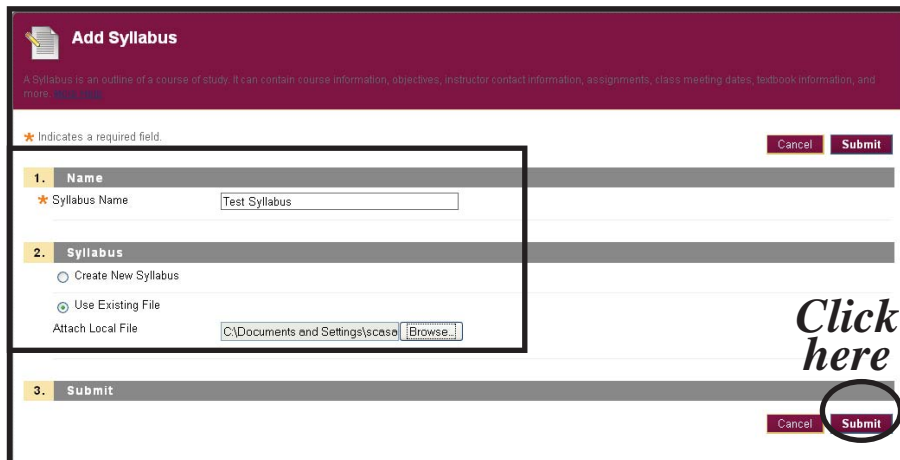 Add Syllabus
A Syllabus is an outline of a course of study. It can contain course information, objectives, instructor contact information, assignments, class meeting dates, textbook information, and
more.
Indicates a required field.
Cancel Submit
1. Name
Syllabus Name Test Syllabus
2. Syllabus
Create New Syllabus
Use Existing File
Attach Local File C:\Documents and Settings\scasa Browse...
Click
here
3. Submit
Cancel Submit